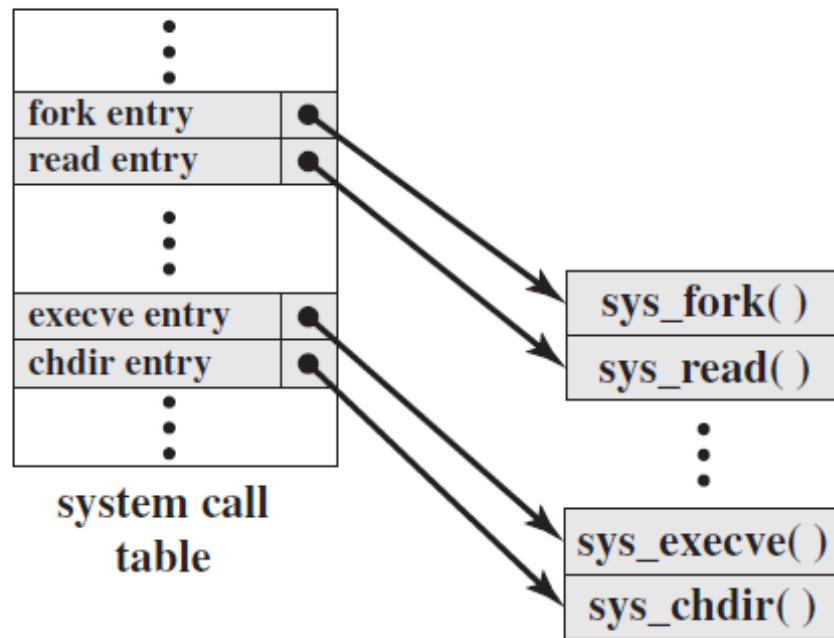 fork entry
read entry
execve entry
chdir entry
system call
table
sys_fork( )
sys_read( )
sys_execve( )
sys_chdir( )